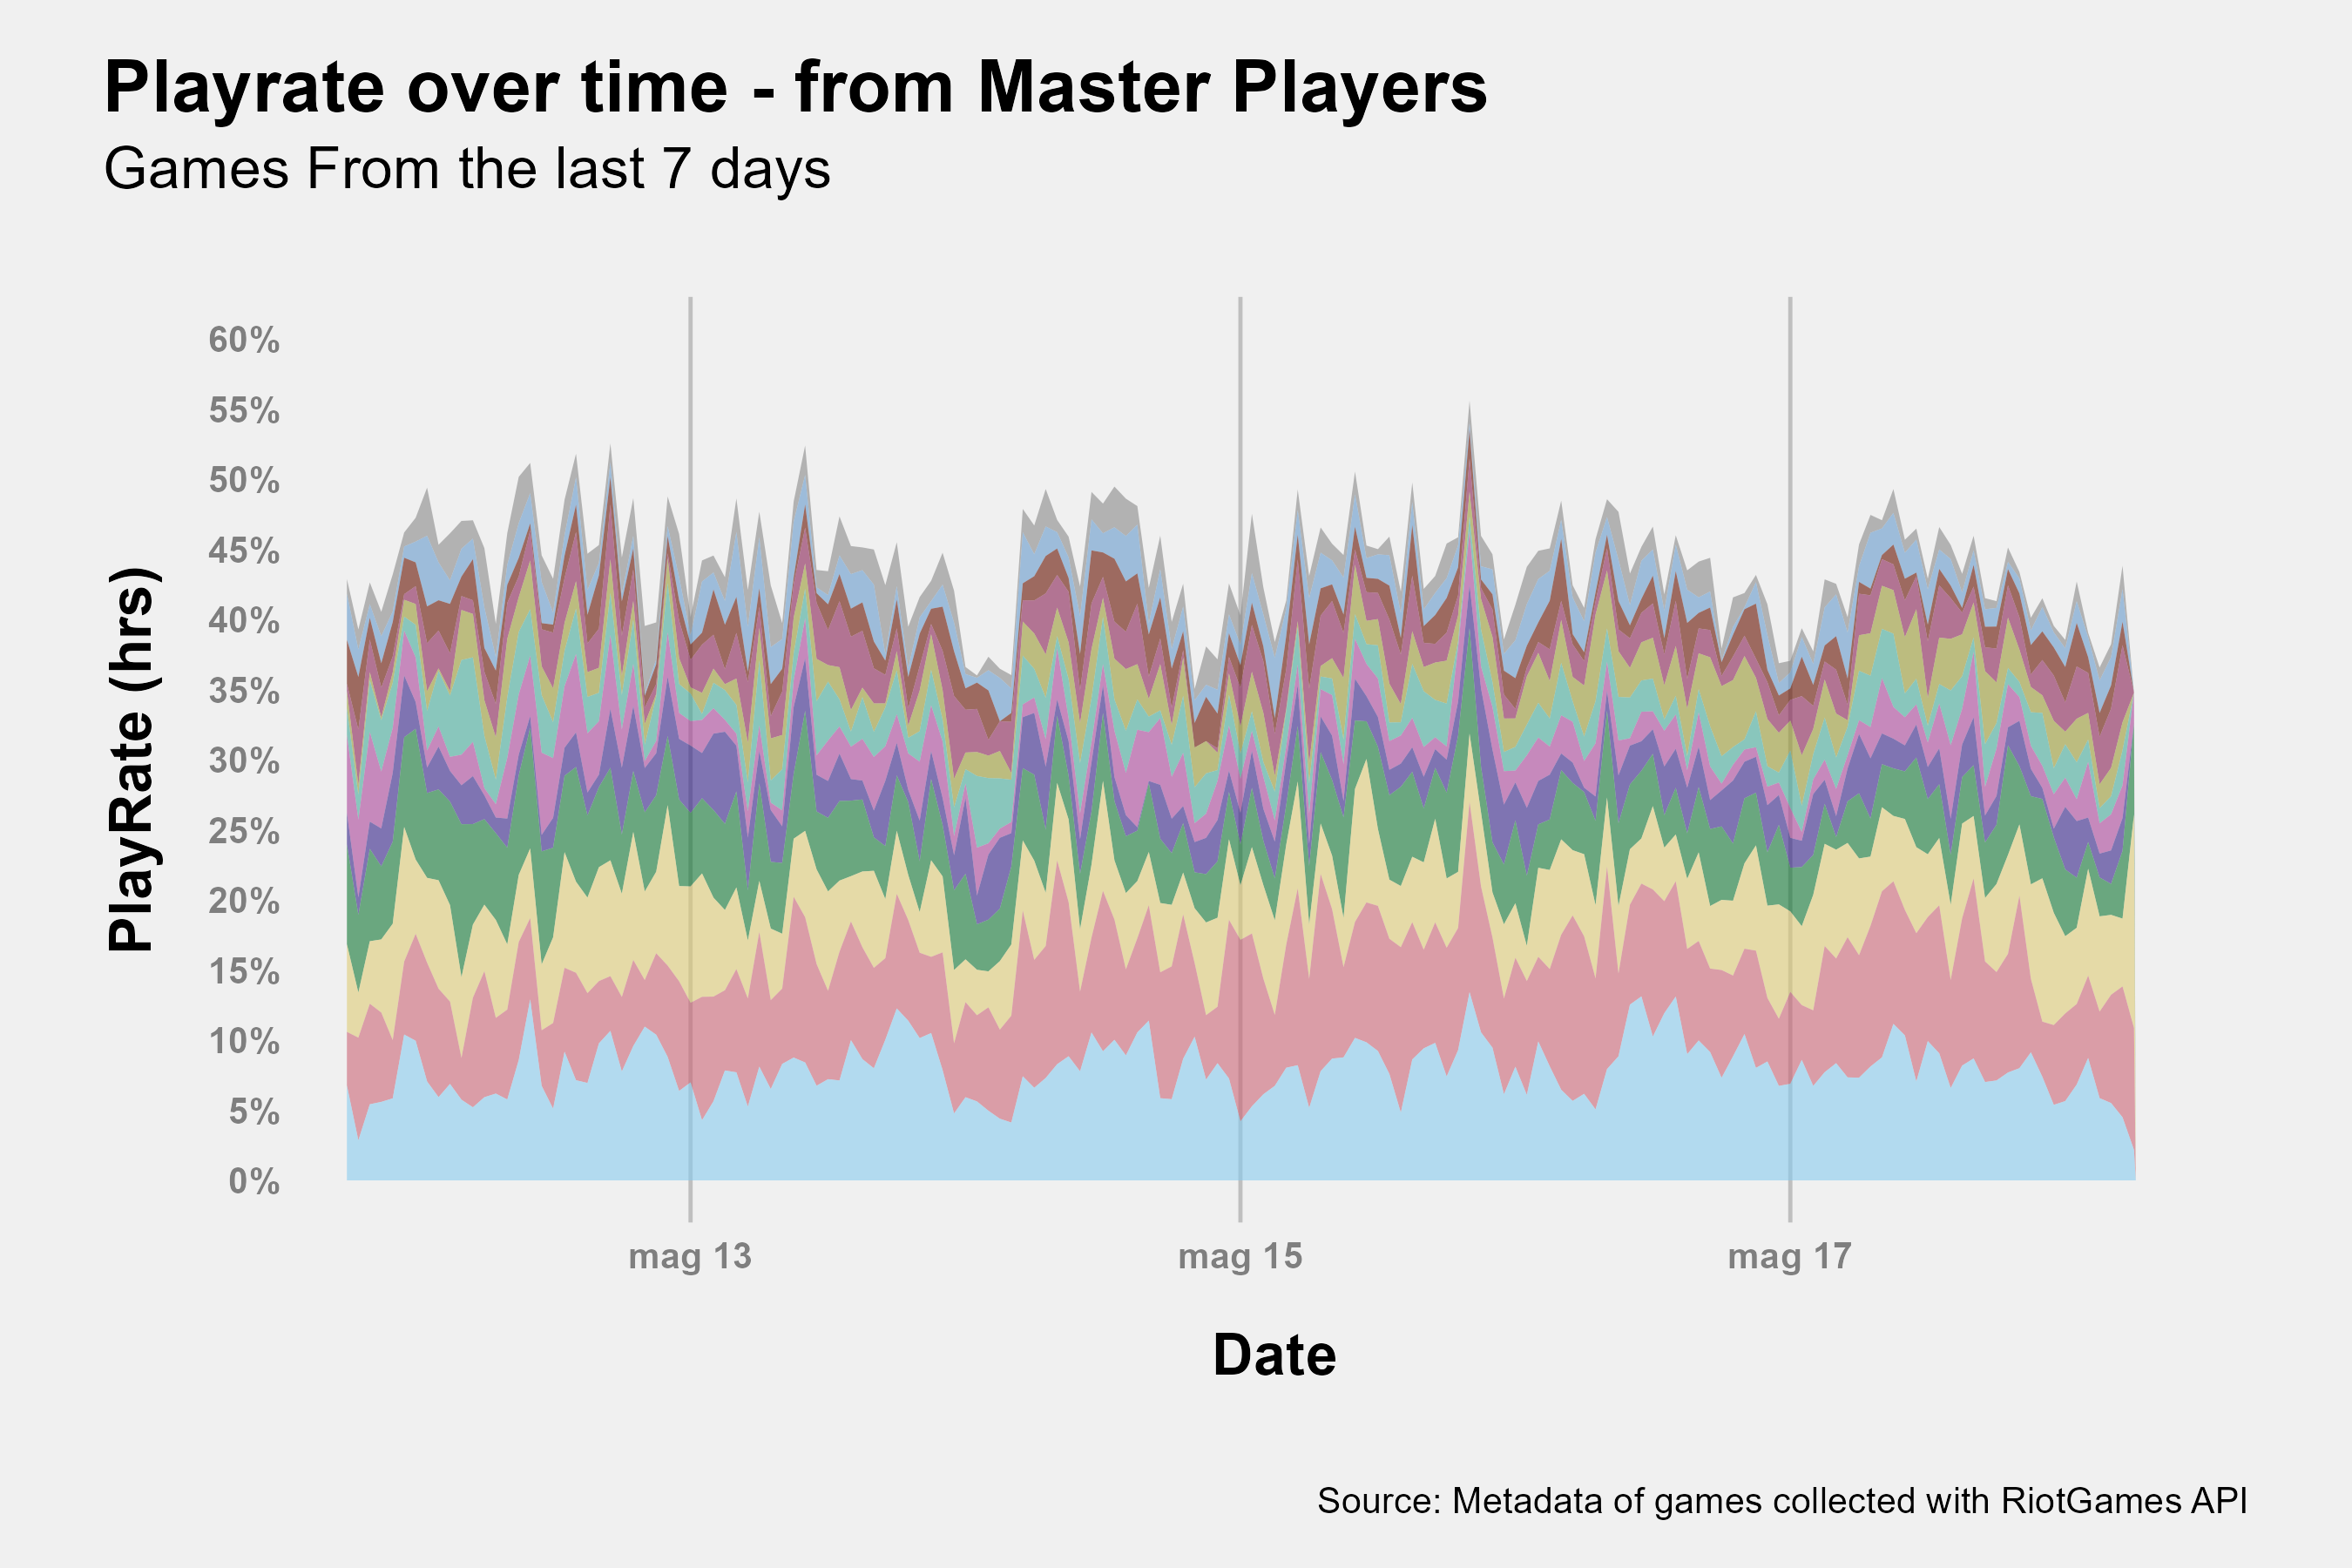 Playrate over time - from Master Players
Games From the last 7 days
PlayRate (hrs)
60%
55%
50%
45%
40%
35%
30%
25%
20%
15%
10%
5%
0%
mag 13
mag 15
mag 17
Date
Source: Metadata of games collected with RiotGames API